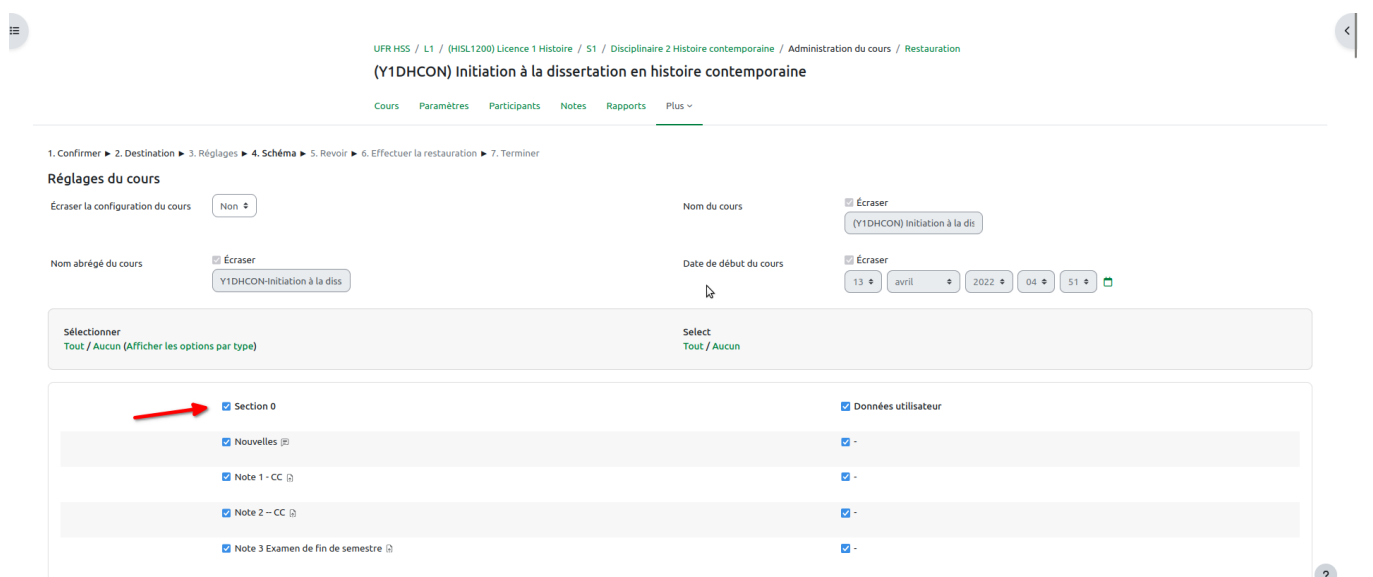 UFR HSS / L1 / (HISL1200) Licence 1 Histoire / S1 / Disciplinaire 2 Histoire contemporaine / Administration du cours / Restauration
(Y1DHCON) Initiation à la dissertation en histoire contemporaine
Cours Paramètres Participants Notes Rapports Plus
1. Confirmer ► 2. Destination ► 3. Réglages ► 4. Schéma ► 5. Revoir ► 6. Effectuer la restauration ► 7. Terminer
Réglages du cours
Écraser la configuration du cours Non Nom du cours Écraser
(Y1DHCON) Initiation à la dis
Nom abrégé du cours Écraser Date de début du cours Écraser
Y1DHCON-Initiation à la diss 13 avril 2022 04 51
Sélectionner Select
Tout / Aucun (Afficher les options par type) Tout / Aucun
Section 0 Données utilisateur
Nouvelles -
Note 1 - CC -
Note 2 – CC -
Note 3 Examen de fin de semestre -
?